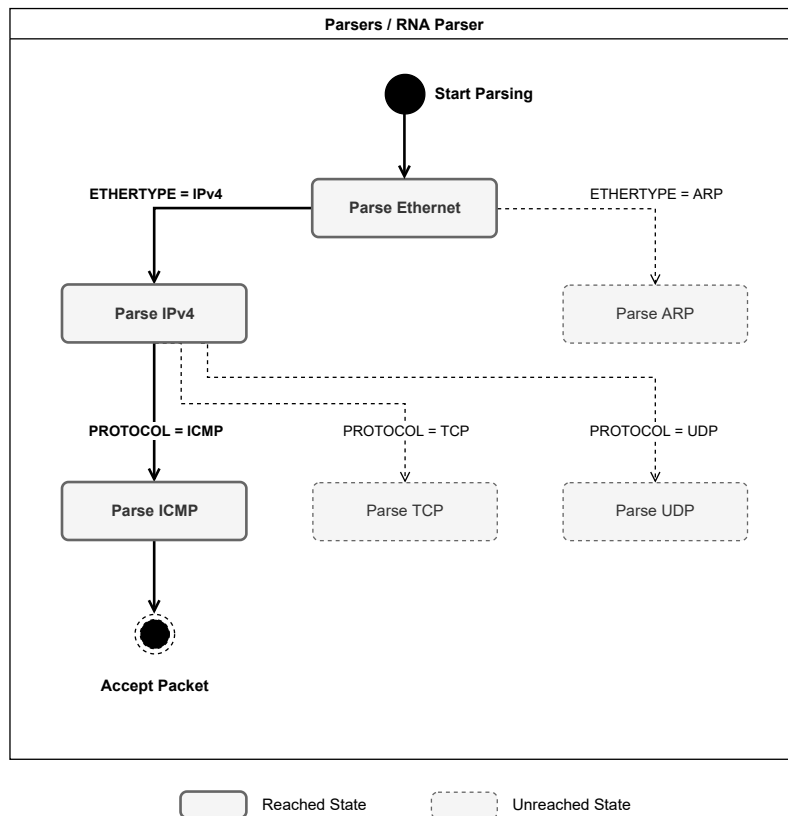 Parsers / RNA Parser
Start Parsing
ETHERTYPE = IPv4
Parse Ethernet
ETHERTYPE = ARP
Parse IPv4
Parse ARP
PROTOCOL = ICMP
PROTOCOL = TCP
PROTOCOL = UDP
Parse ICMP
Parse TCP
Parse UDP
Accept Packet
Reached State
Unreached State